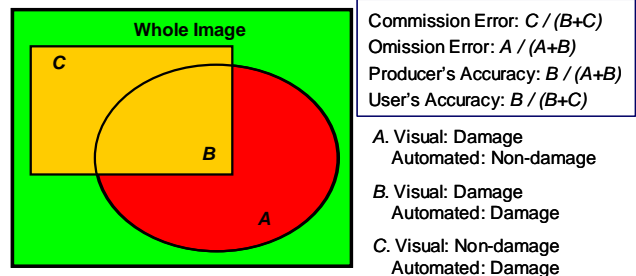 Whole Image
C
B
A
Commission Error: C / (B+C)
Omission Error: A / (A+B)
Producer's Accuracy: B / (A+B)
User's Accuracy: B / (B+C)
A. Visual: Damage
Automated: Non-damage
B. Visual: Damage
Automated: Damage
C. Visual: Non-damage
Automated: Damage